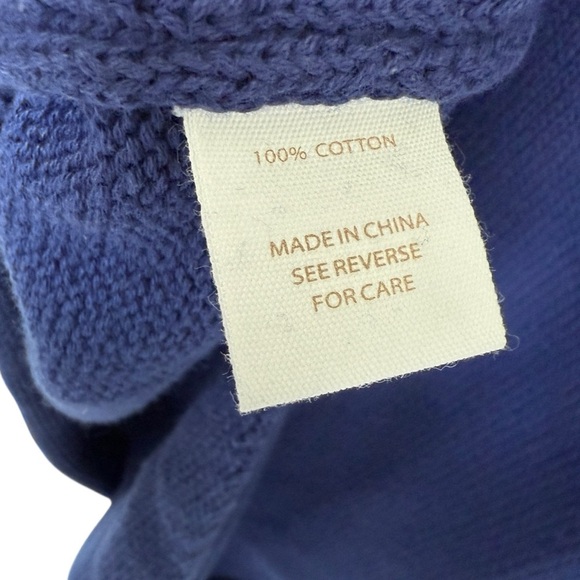 100% COTTON
MADE IN CHINA
SEE REVERSE
FOR CARE